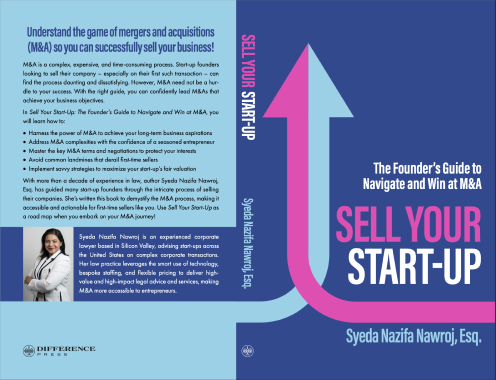 Understand the game of mergers and acquisitions
(M&A) so you can successfully sell your business!
M&A is a complex, expensive, and time-consuming process. Start-up founders
looking to sell their company – especially on their first such transaction – can
find the process daunting and dissatisfying. However, M&A need not be a hur-
dle to your success. With the right guide, you can confidently lead M&As that
achieve your business objectives.
In Sell Your Start-Up: The Founder's Guide to Navigate and Win at M&A, you
will learn how to:
• Harness the power of M&A to achieve your long-term business aspirations
• Address M&A complexities with the confidence of a seasoned entrepreneur
• Master the key M&A terms and negotiations to protect your interests
• Avoid common landmines that derail first-time sellers
• Implement savvy strategies to maximize your start-up's fair valuation
With more than a decade of experience in law, author Syeda Nazifa Nawroj,
Esq. has guided many start-up founders through the intricate process of selling
their companies. She's written this book to demystify the M&A process, making it
accessible and actionable for first-time sellers like you. Use Sell Your Start-Up as
a road map when you embark on your M&A journey!
Syeda Nazifa Nawroj is an experienced corporate
lawyer based in Silicon Valley, advising start-ups across
the United States on complex corporate transactions.
Her law practice leverages the smart use of technology,
bespoke staffing, and flexible pricing to deliver high-
value and high-impact legal advice and services, making
M&A more accessible to entrepreneurs.
DIFFERENCE
PRESS
SELL YOUR START-UP
Syeda Nazifa Nawroj, Esq.
The Founder's Guide to
Navigate and Win at M&A
SELL YOUR
START-UP
Syeda Nazifa Nawroj, Esq.